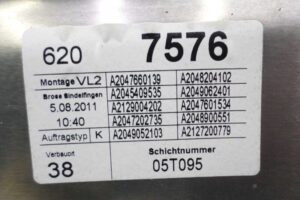 620 7576
Montage VL2 A2047660139 A2048204102
Brose Sindelfingen A2045409535 A2049062401
5.08.2011 A2129004202 A2047601534
10:40 A2047202735 A2048900551
Auftragstyp K A2049052103 A2127200779
Verbauort Schichtnummer
38 05T095